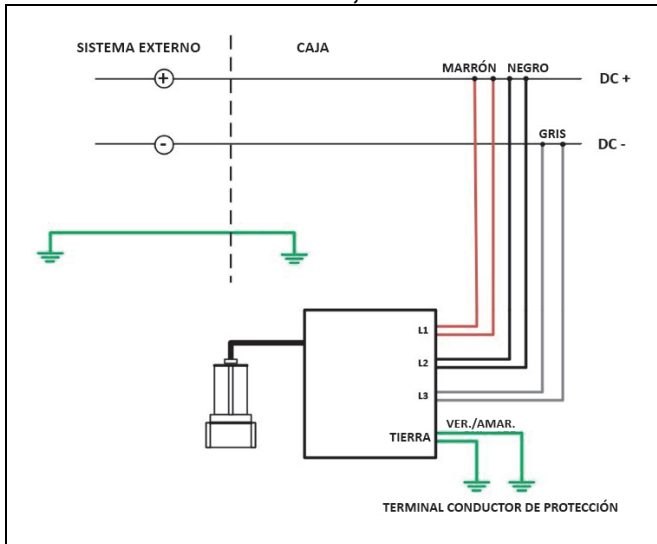 SISTEMA EXTERNO
CAJA
MARRÓN NEGRO
+ DC +
GRIS
- DC -
L1
L2
L3
VER./AMAR.
TIERRA
TERMINAL CONDUCTOR DE PROTECCIÓN